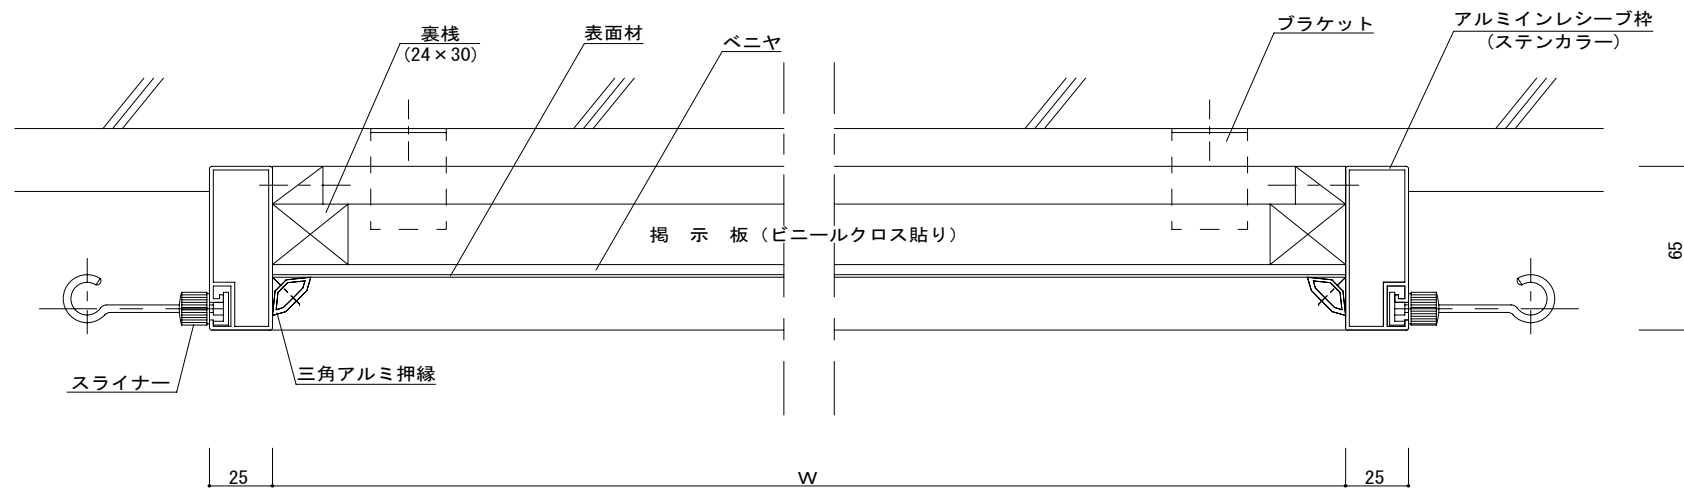 裏桟
(24×30)
表面材
ベニヤ
ブラケット
アルミインレシーブ枠
(ステンカラー)
掲 示 板 (ビニールクロス貼り)
65
スライナー
三角アルミ押縁
25
W
25